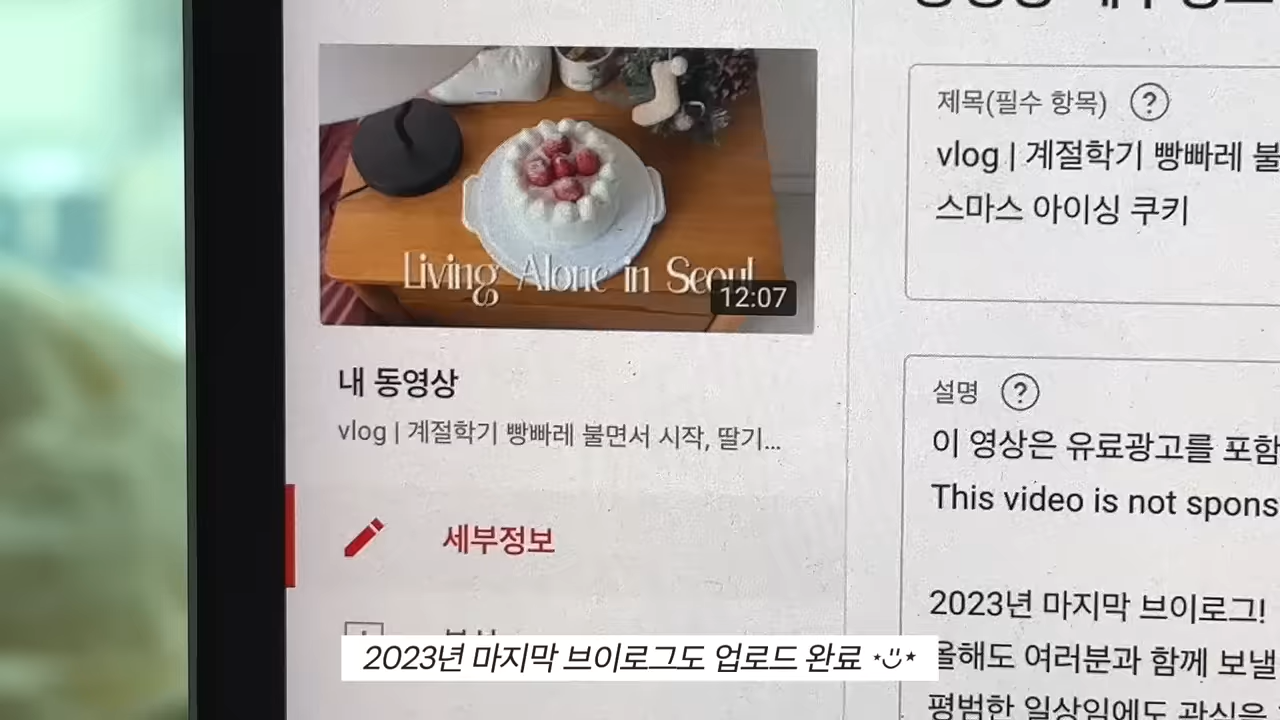 제목(필수 항목) ?
vlog | 계절학기 빵빠레 불
스마스 아이싱 쿠키
Living Alone in Seoul
12:07
내 동영상
vlog | 계절학기 빵빠레 불면서 시작, 딸기...
세부정보
설명 ?
이 영상은 유료광고를 포함
This video is not spons
2023년 마지막 브이로그!
올해도 여러분과 함께 보낼
평범한 일상임에도 관심은
2023년 마지막 브이로그도 업로드 완료